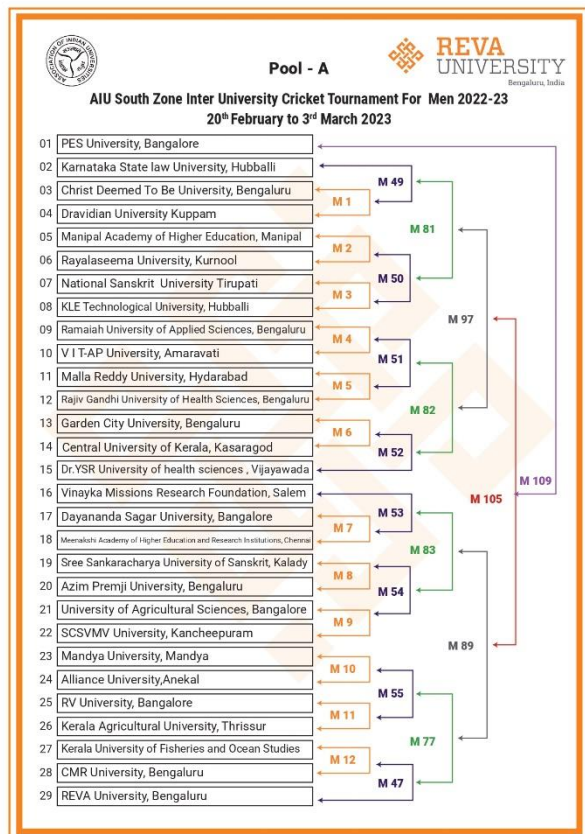 ASSOCIATION OF INDIAN UNIVERSITIES
REVA
UNIVERSITY
Bengaluru, India
Pool - A
AIU South Zone Inter University Cricket Tournament For Men 2022-23
20th February to 3rd March 2023
01 PES University, Bangalore
02 Karnataka State law University, Hubballi
M 49
03 Christ Deemed To Be University, Bengaluru
M 1
04 Dravidian University Kuppam
M 81
05 Manipal Academy of Higher Education, Manipal
M 2
06 Rayalaseema University, Kurnool
M 50
07 National Sanskrit University Tirupati
M 3
08 KLE Technological University, Hubballi
M 97
09 Ramaiah University of Applied Sciences, Bengaluru
M 4
10 V I T-AP University, Amaravati
M 51
11 Malla Reddy University, Hydarabad
M 5
12 Rajiv Gandhi University of Health Sciences, Bengaluru
M 82
13 Garden City University, Bengaluru
M 6
14 Central University of Kerala, Kasaragod
M 52
15 Dr.YSR University of health sciences , Vijayawada
M 109
M 105
16 Vinayka Missions Research Foundation, Salem
M 53
17 Dayananda Sagar University, Bangalore
M 7
18 Meenakshi Academy of Higher Education and Research Institutions, Chennai
M 83
19 Sree Sankaracharya University of Sanskrit, Kalady
M 8
20 Azim Premji University, Bengaluru
M 54
21 University of Agricultural Sciences, Bangalore
M 9
22 SCSVMV University, Kancheepuram
M 89
23 Mandya University, Mandya
M 10
24 Alliance University,Anekal
M 55
25 RV University, Bangalore
M 11
26 Kerala Agricultural University, Thrissur
M 77
27 Kerala University of Fisheries and Ocean Studies
M 12
28 CMR University, Bengaluru
M 47
29 REVA University, Bengaluru